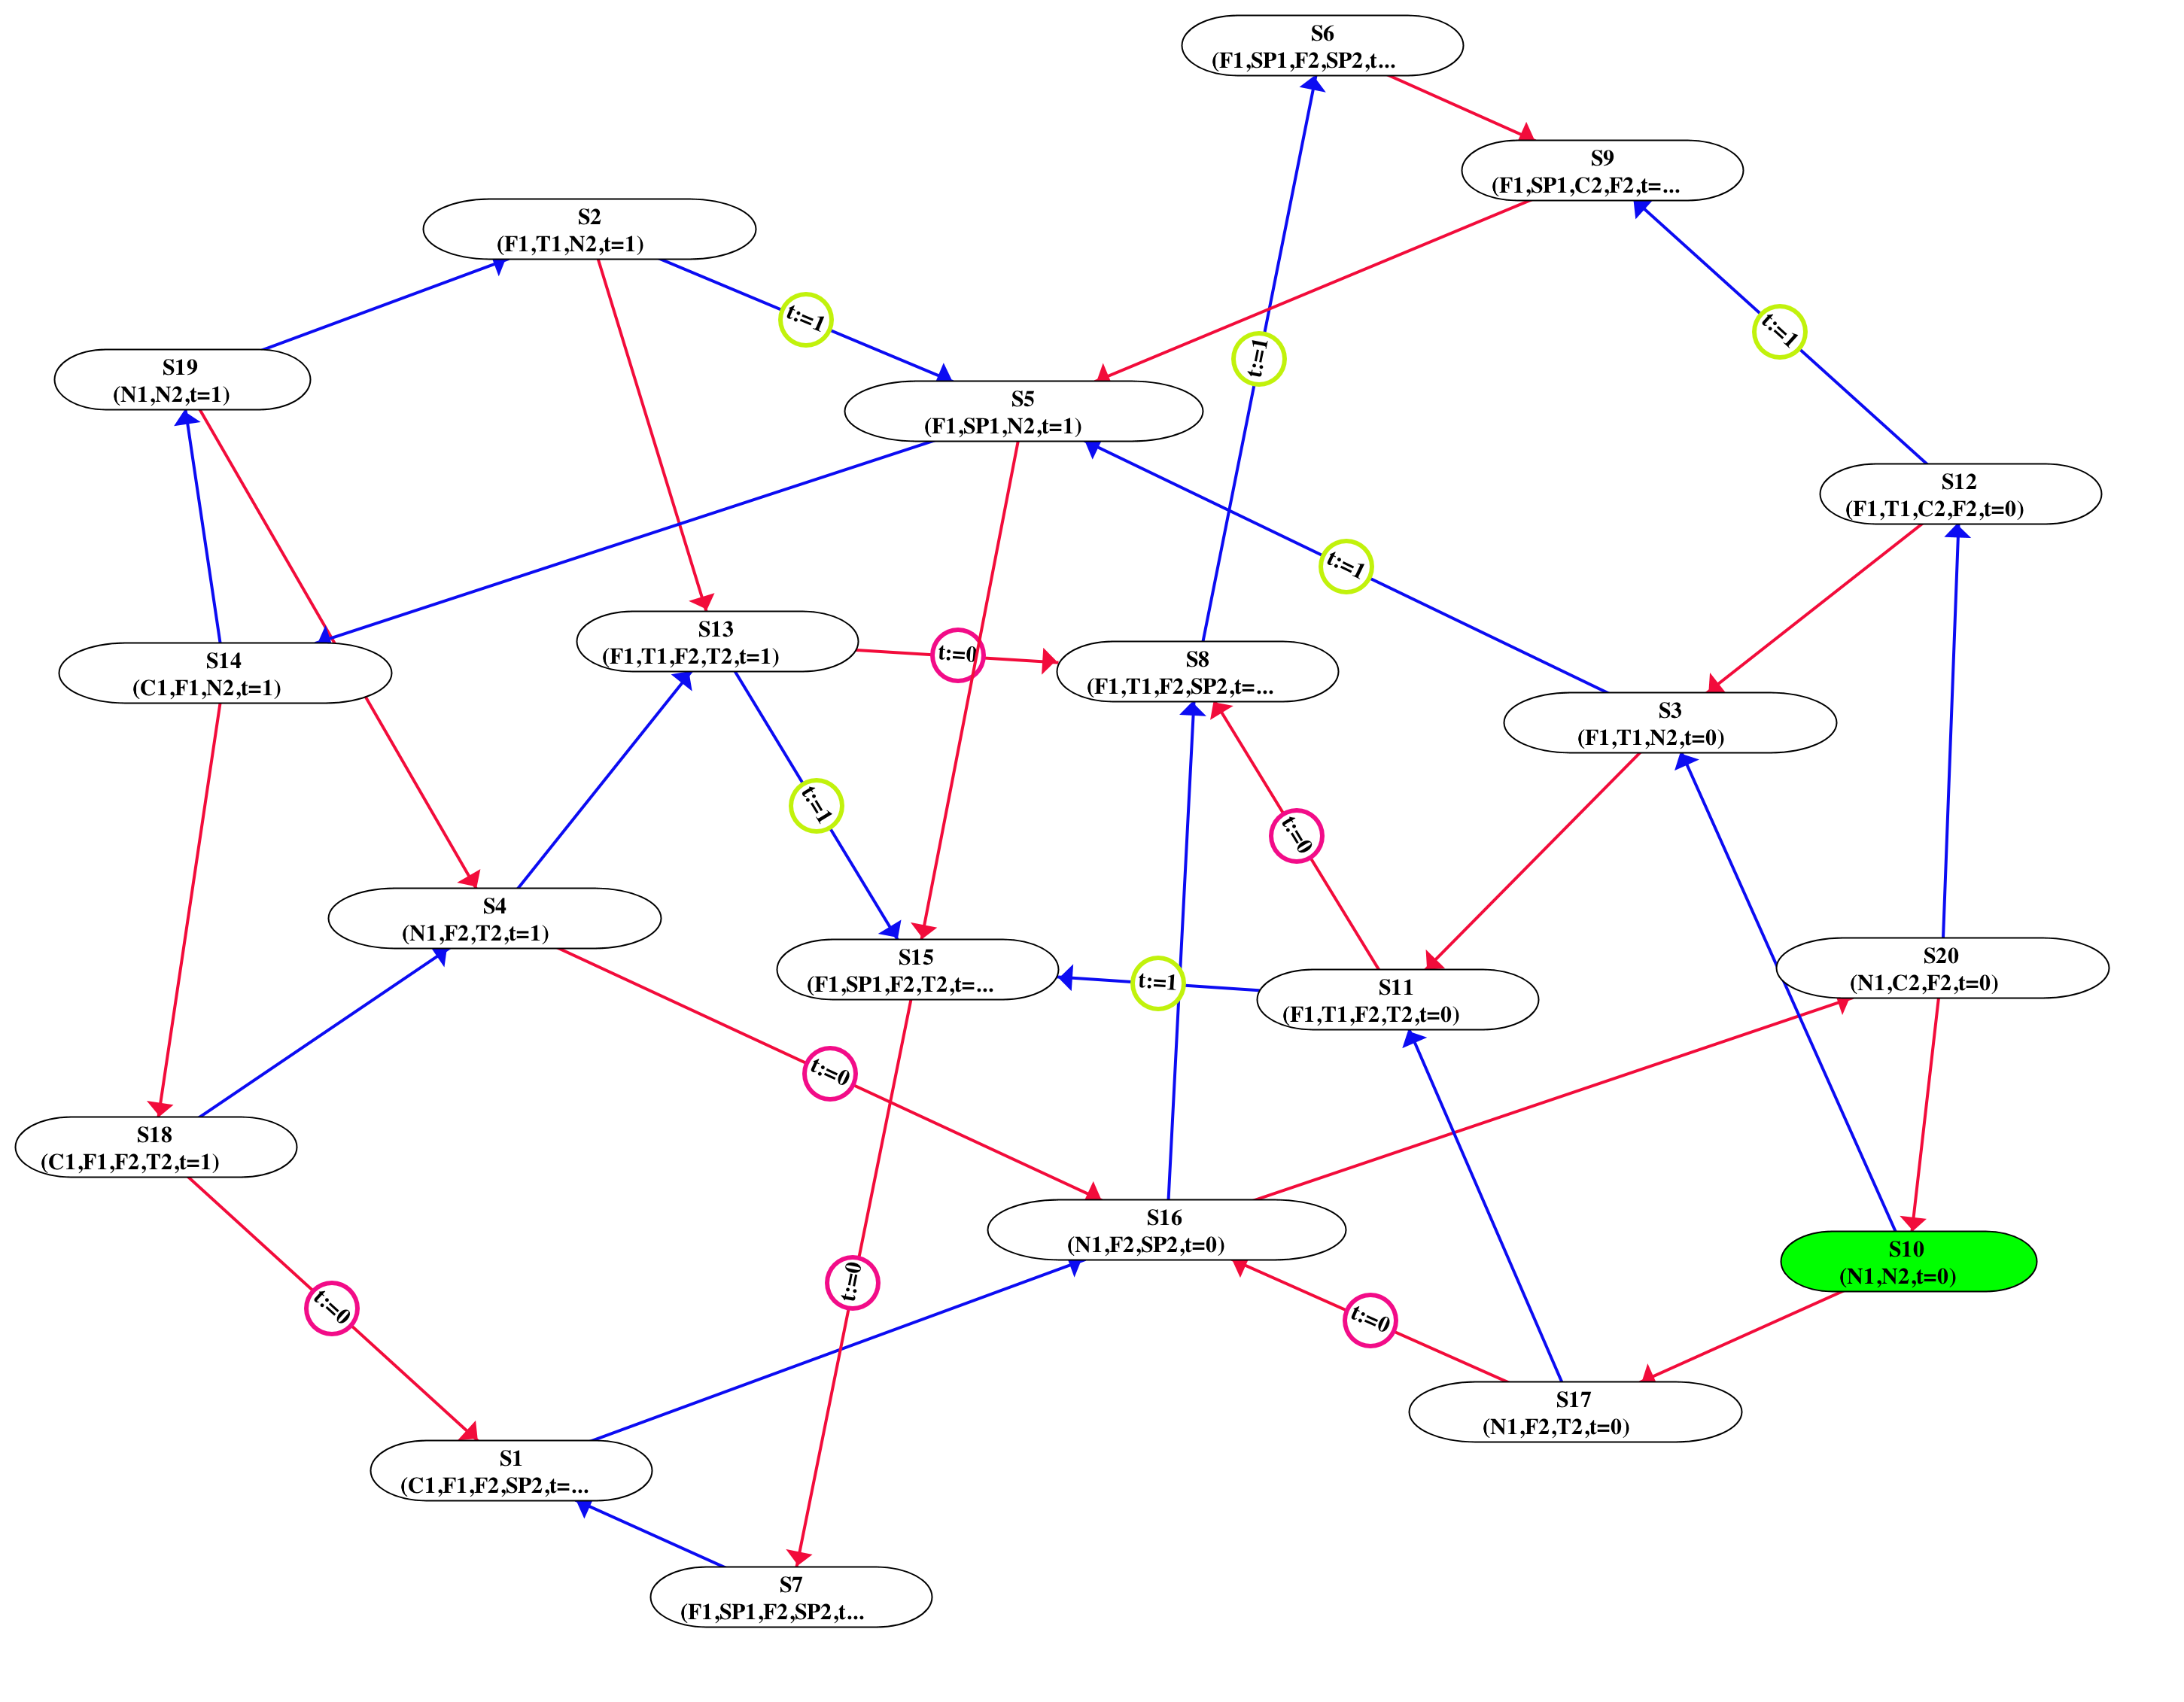 S6
(F1,SP1,F2,SP2,t...
S9
(F1,SP1,C2,F2,t=...
S2
(F1,T1,N2,t=1)
t:=1
t:=1
t:=1
S19
(N1,N2,t=1)
S5
(F1,SP1,N2,t=1)
S12
(F1,T1,C2,F2,t=0)
t:=1
S13
(F1,T1,F2,T2,t=1)
t:=0
S8
(F1,T1,F2,SP2,t=...
S14
(C1,F1,N2,t=1)
S3
(F1,T1,N2,t=0)
t:=1
t:=0
S4
(N1,F2,T2,t=1)
S15
(F1,SP1,F2,T2,t=...
t:=1
S11
(F1,T1,F2,T2,t=0)
S20
(N1,C2,F2,t=0)
t:=0
S18
(C1,F1,F2,T2,t=1)
S16
(N1,F2,SP2,t=0)
S10
(N1,N2,t=0)
t:=0
t:=0
t:=0
S17
(N1,F2,T2,t=0)
S1
(C1,F1,F2,SP2,t=...
S7
(F1,SP1,F2,SP2,t...